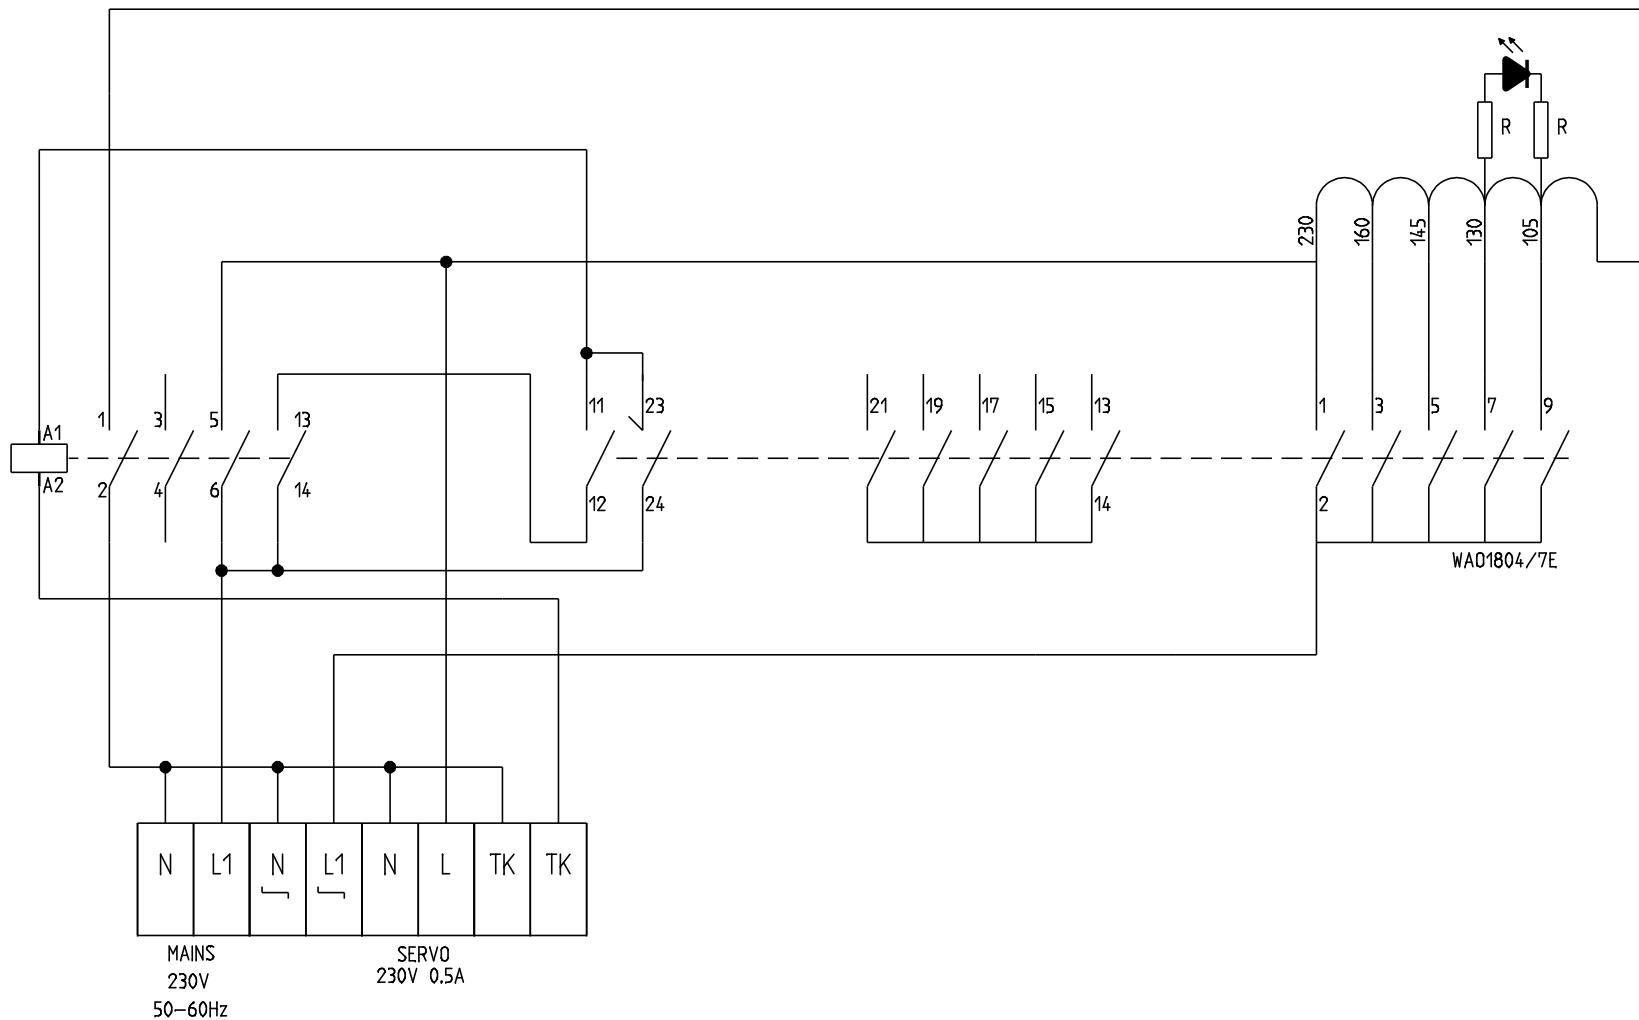 R R
230 160 145 130 105
1 3 5 13 11 23 21 19 17 15 13 1 3 5 7 9
A1
A2
2 4 6 14 12 24 14 2
WA01804/7E
N L1 N L1 N L TK TK
MAINS
230V
50-60Hz
SERVO
230V 0.5A